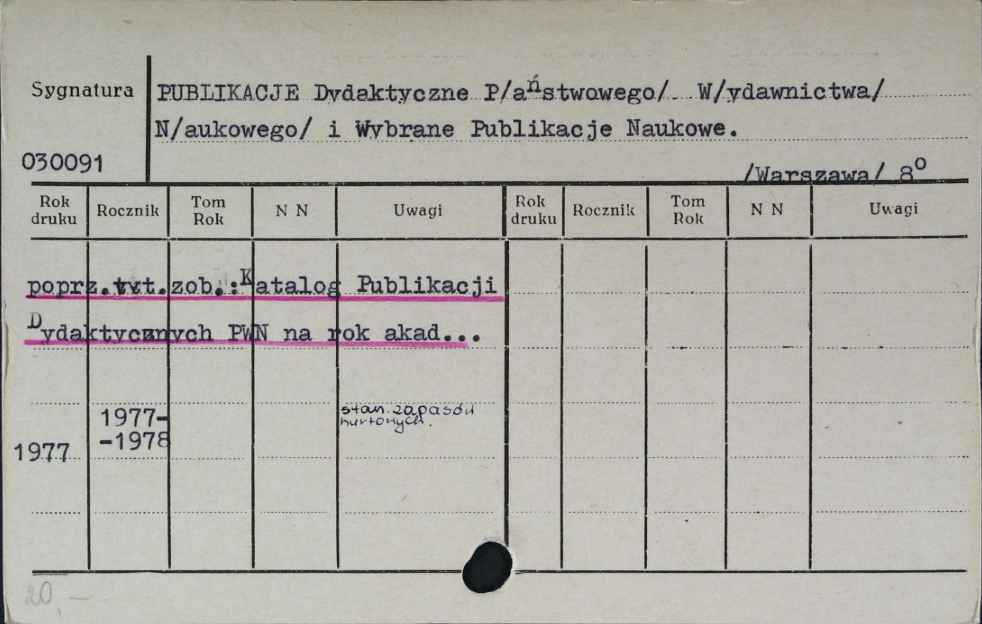 Sygnatura
PUBLIKACJE Dydaktyczne P/aństwowego/ W/ydawnictwa/
N/aukowego/ i Wybrane Publikacje Naukowe.
030091
/Warszawa/ 8º
Rok druku Rocznik Tom Rok N N Uwagi Rok druku Rocznik Tom Rok N N Uwagi
poprz.tyt.zob.:Katalog Publikacji
Dydaktycznych PWN na rok akad...
1977-
-1978
stan zapasów
hurtowych.
1977
20,—